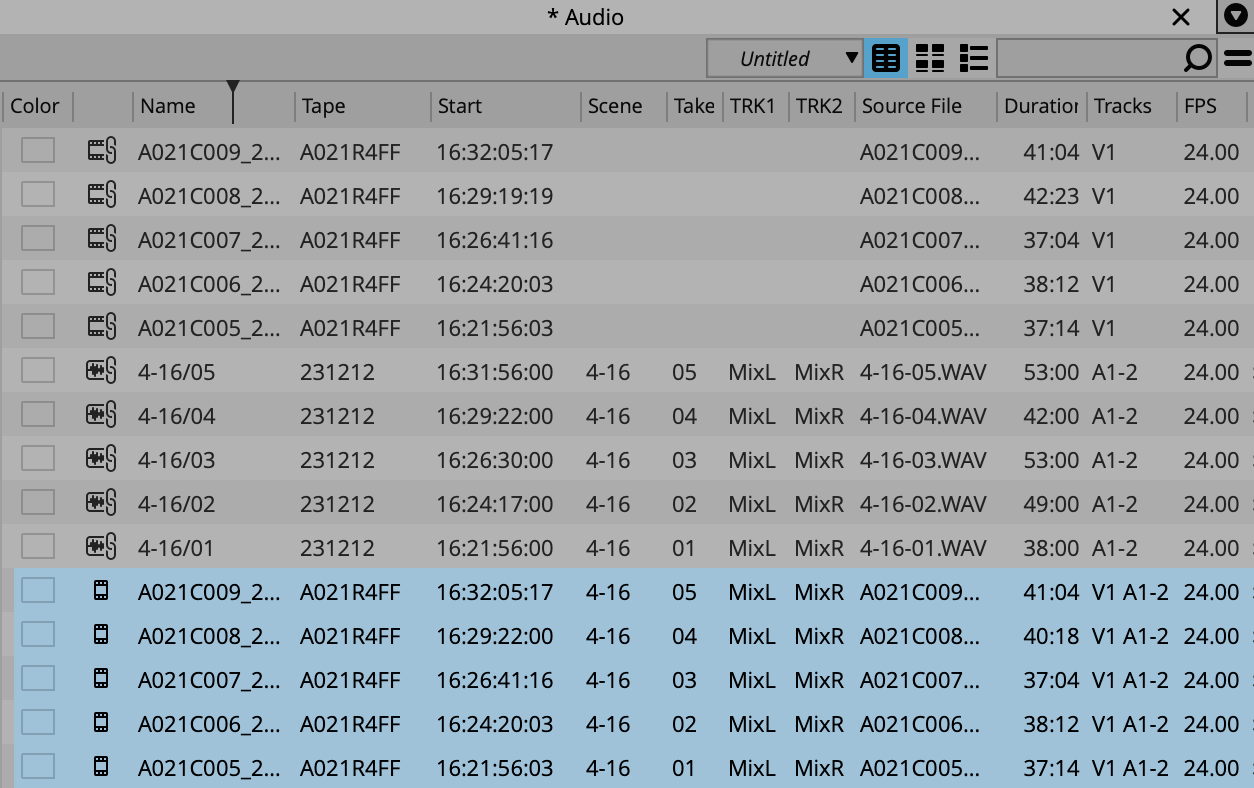 * Audio
Untitled
Color Name Tape Start Scene Take TRK1 TRK2 Source File Duration Tracks FPS
A021C009_2... A021R4FF 16:32:05:17 A021C009... 41:04 V1 24.00
A021C008_2... A021R4FF 16:29:19:19 A021C008... 42:23 V1 24.00
A021C007_2... A021R4FF 16:26:41:16 A021C007... 37:04 V1 24.00
A021C006_2... A021R4FF 16:24:20:03 A021C006... 38:12 V1 24.00
A021C005_2... A021R4FF 16:21:56:03 A021C005... 37:14 V1 24.00
4-16/05 231212 16:31:56:00 4-16 05 MixL MixR 4-16-05.WAV 53:00 A1-2 24.00
4-16/04 231212 16:29:22:00 4-16 04 MixL MixR 4-16-04.WAV 42:00 A1-2 24.00
4-16/03 231212 16:26:30:00 4-16 03 MixL MixR 4-16-03.WAV 53:00 A1-2 24.00
4-16/02 231212 16:24:17:00 4-16 02 MixL MixR 4-16-02.WAV 49:00 A1-2 24.00
4-16/01 231212 16:21:56:00 4-16 01 MixL MixR 4-16-01.WAV 38:00 A1-2 24.00
A021C009_2... A021R4FF 16:32:05:17 4-16 05 MixL MixR A021C009... 41:04 V1 A1-2 24.00
A021C008_2... A021R4FF 16:29:22:00 4-16 04 MixL MixR A021C008... 40:18 V1 A1-2 24.00
A021C007_2... A021R4FF 16:26:41:16 4-16 03 MixL MixR A021C007... 37:04 V1 A1-2 24.00
A021C006_2... A021R4FF 16:24:20:03 4-16 02 MixL MixR A021C006... 38:12 V1 A1-2 24.00
A021C005_2... A021R4FF 16:21:56:03 4-16 01 MixL MixR A021C005... 37:14 V1 A1-2 24.00